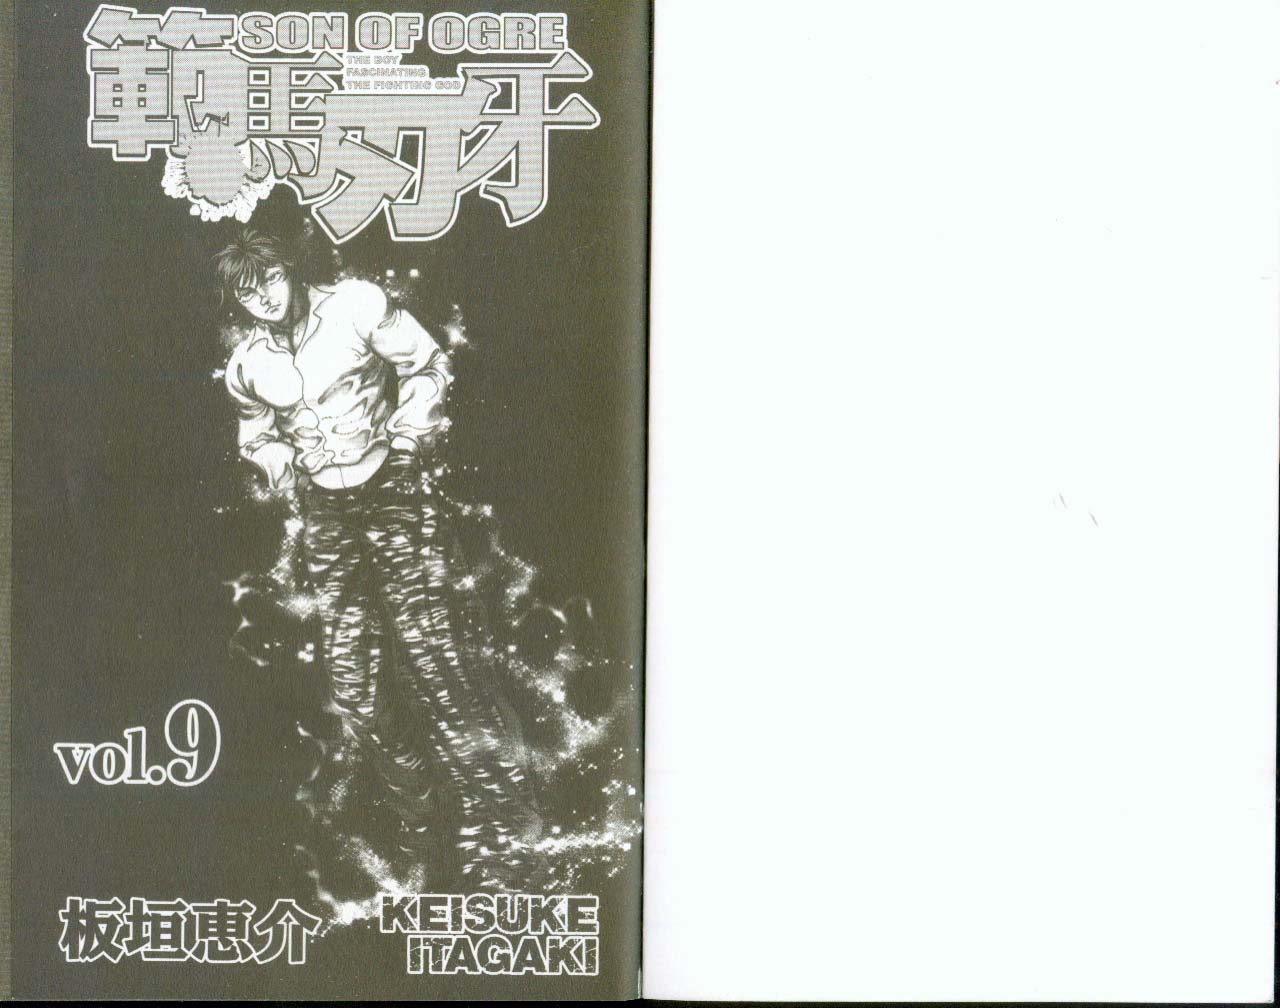 SON OF OGRE
範馬刃牙
THE BOY
FASCINATING
THE FIGHTING GOD
vol.9
板垣恵介
KEISUKE
ITAGAKI